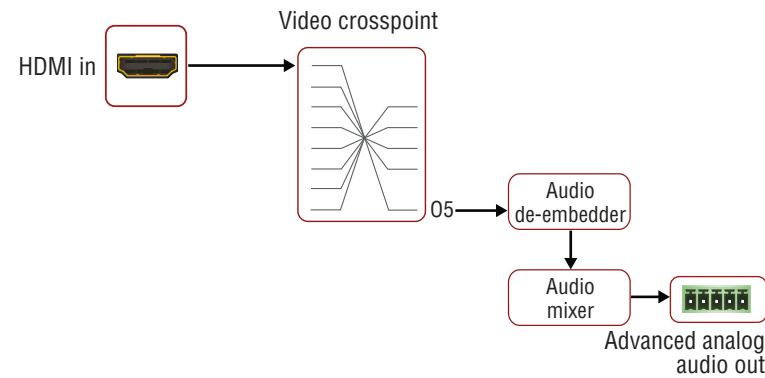 Video crosspoint
HDMI in
O5
Audio
de-embedder
Audio
mixer
Advanced analog
audio out